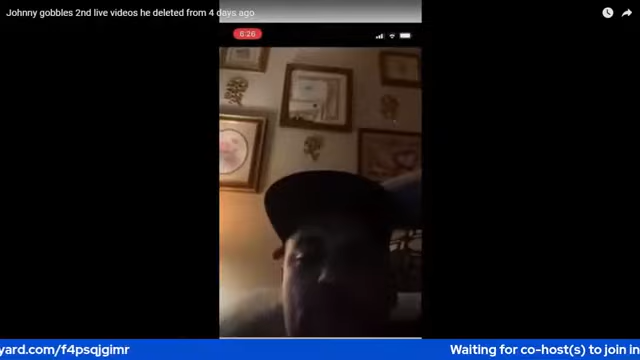 Johnny gobbles 2nd live videos he deleted from 4 days ago
6:26
yard.com/f4psqjgimr
Waiting for co-host(s) to join in